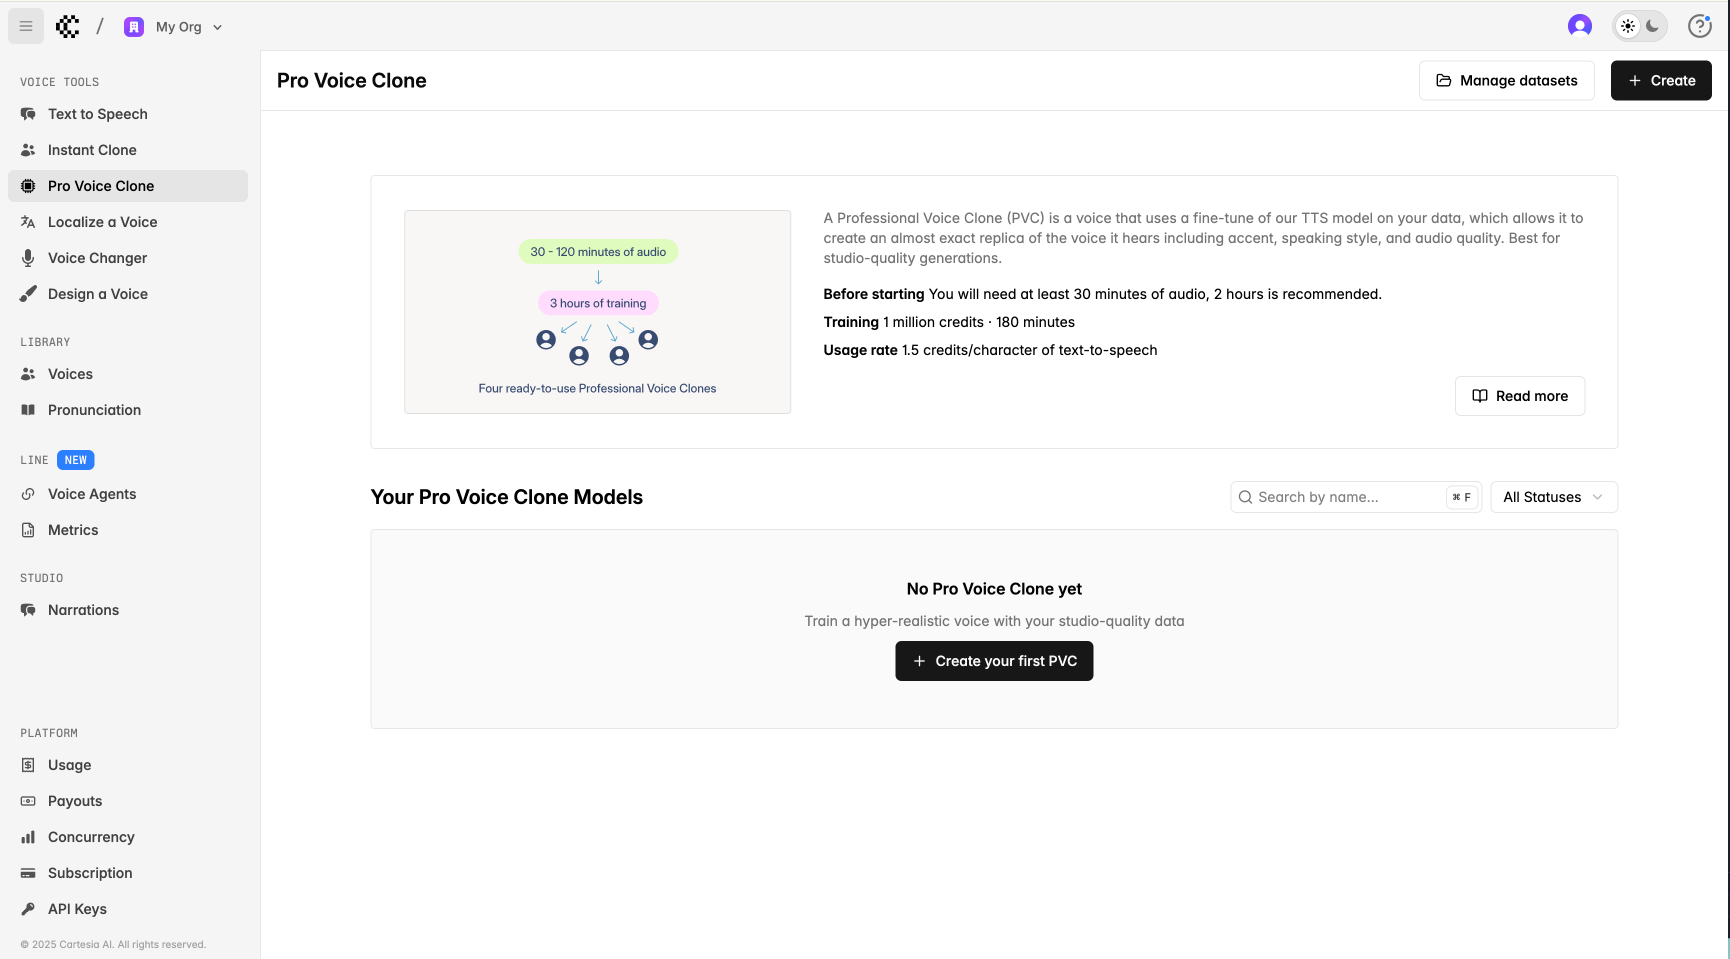 / My Org
VOICE TOOLS
Text to Speech
Instant Clone
Pro Voice Clone
Localize a Voice
Voice Changer
Design a Voice
LIBRARY
Voices
Pronunciation
LINE NEW
Voice Agents
Metrics
STUDIO
Narrations
PLATFORM
Usage
Payouts
Concurrency
Subscription
API Keys
© 2025 Cartesia AI. All rights reserved.
Pro Voice Clone
Manage datasets
+ Create
30 - 120 minutes of audio
3 hours of training
Four ready-to-use Professional Voice Clones
A Professional Voice Clone (PVC) is a voice that uses a fine-tune of our TTS model on your data, which allows it to
create an almost exact replica of the voice it hears including accent, speaking style, and audio quality. Best for
studio-quality generations.
Before starting You will need at least 30 minutes of audio, 2 hours is recommended.
Training 1 million credits · 180 minutes
Usage rate 1.5 credits/character of text-to-speech
Read more
Your Pro Voice Clone Models
Search by name... ⌘ F
All Statuses
No Pro Voice Clone yet
Train a hyper-realistic voice with your studio-quality data
+ Create your first PVC